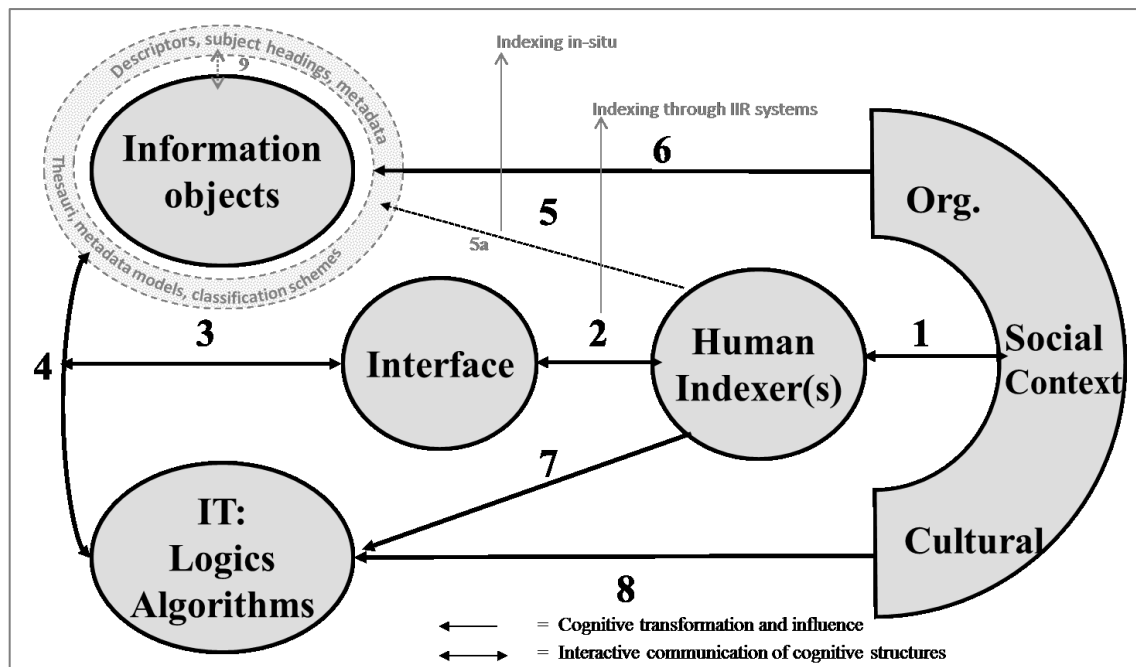 Descriptors, subject headings, metadata
9
Thesauri, metadata models, classification schemes
Information
objects
Indexing in-situ
Indexing through IIR systems
6
5
5a
Org.
Social
Context
Cultural
1
Human
Indexer(s)
2
Interface
3
4
7
IT:
Logics
Algorithms
8
= Cognitive transformation and influence
= Interactive communication of cognitive structures